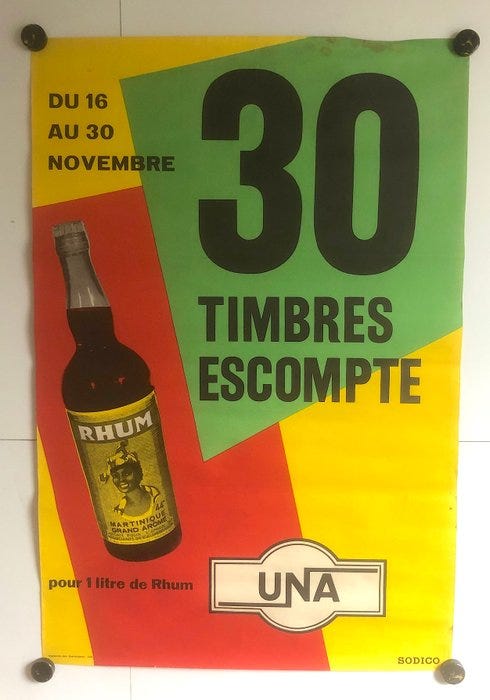 DU 16
AU 30
NOVEMBRE
30
TIMBRES
ESCOMPTE
RHUM
44°
MARTINIQUE
GRAND AROME
pour 1 litre de Rhum
UNA
SODICO